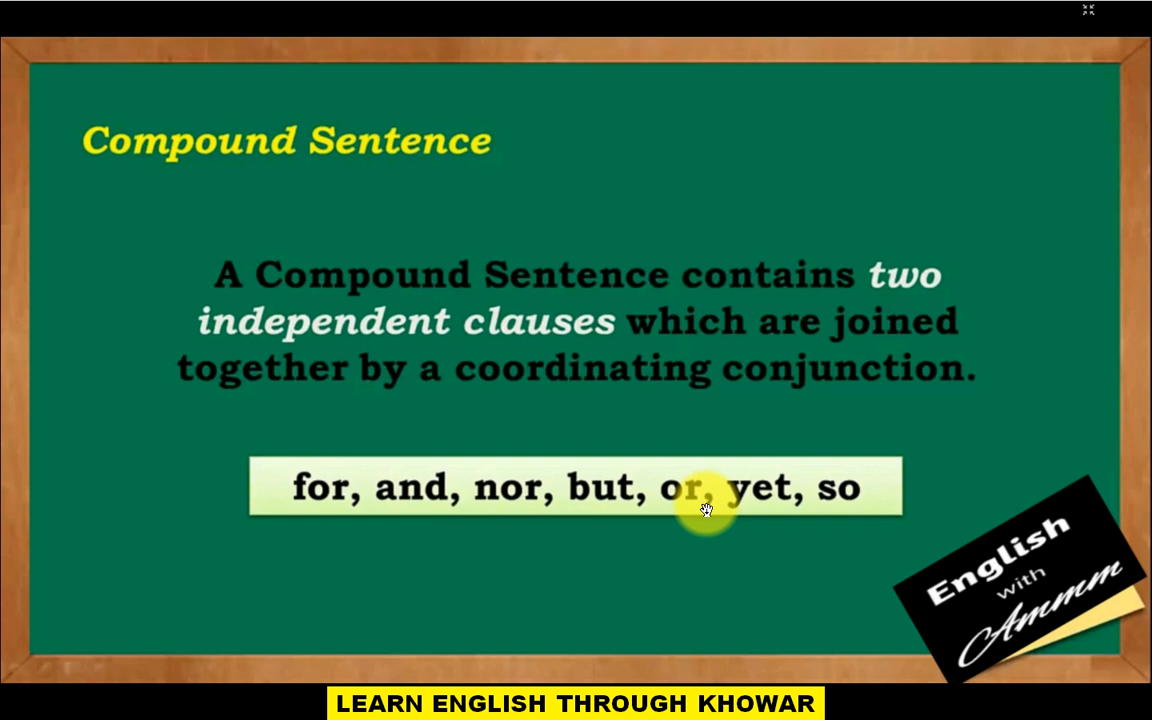 Compound Sentence
A Compound Sentence contains two
independent clauses which are joined
together by a coordinating conjunction.
for, and, nor, but, or, yet, so
English
with
Ammm
LEARN ENGLISH THROUGH KHOWAR